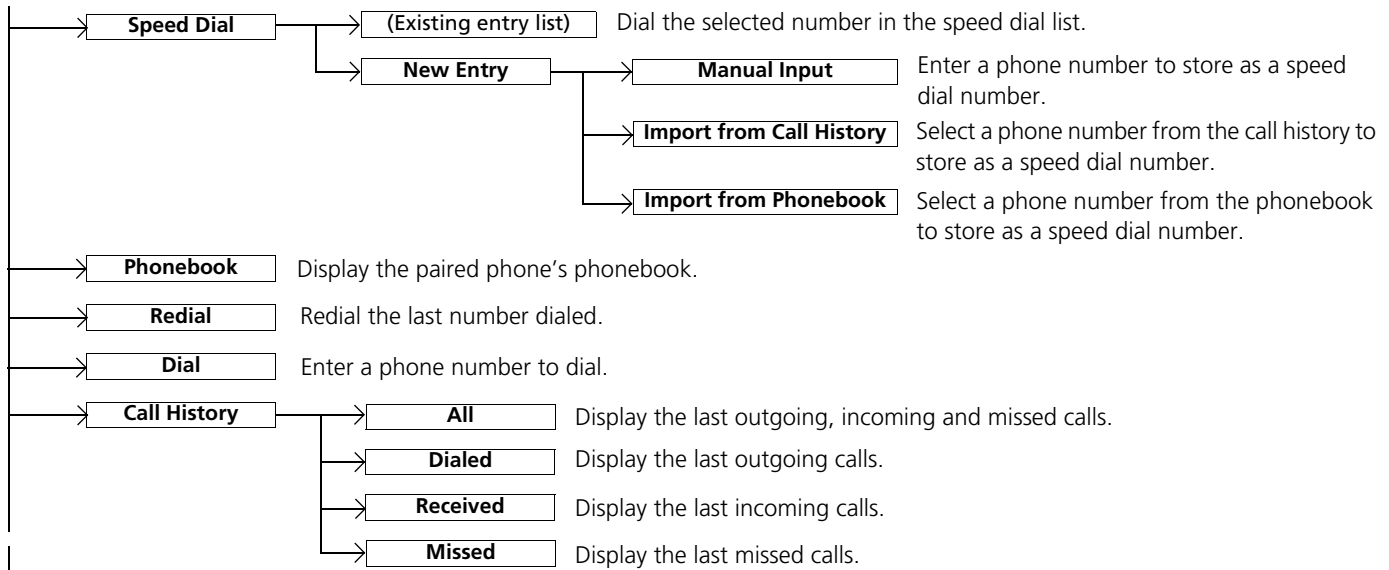 Speed Dial
(Existing entry list)
Dial the selected number in the speed dial list.
New Entry
Manual Input
Enter a phone number to store as a speed
dial number.
Import from Call History
Select a phone number from the call history to
store as a speed dial number.
Import from Phonebook
Select a phone number from the phonebook
to store as a speed dial number.
Phonebook
Display the paired phone’s phonebook.
Redial
Redial the last number dialed.
Dial
Enter a phone number to dial.
Call History
All
Display the last outgoing, incoming and missed calls.
Dialed
Display the last outgoing calls.
Received
Display the last incoming calls.
Missed
Display the last missed calls.